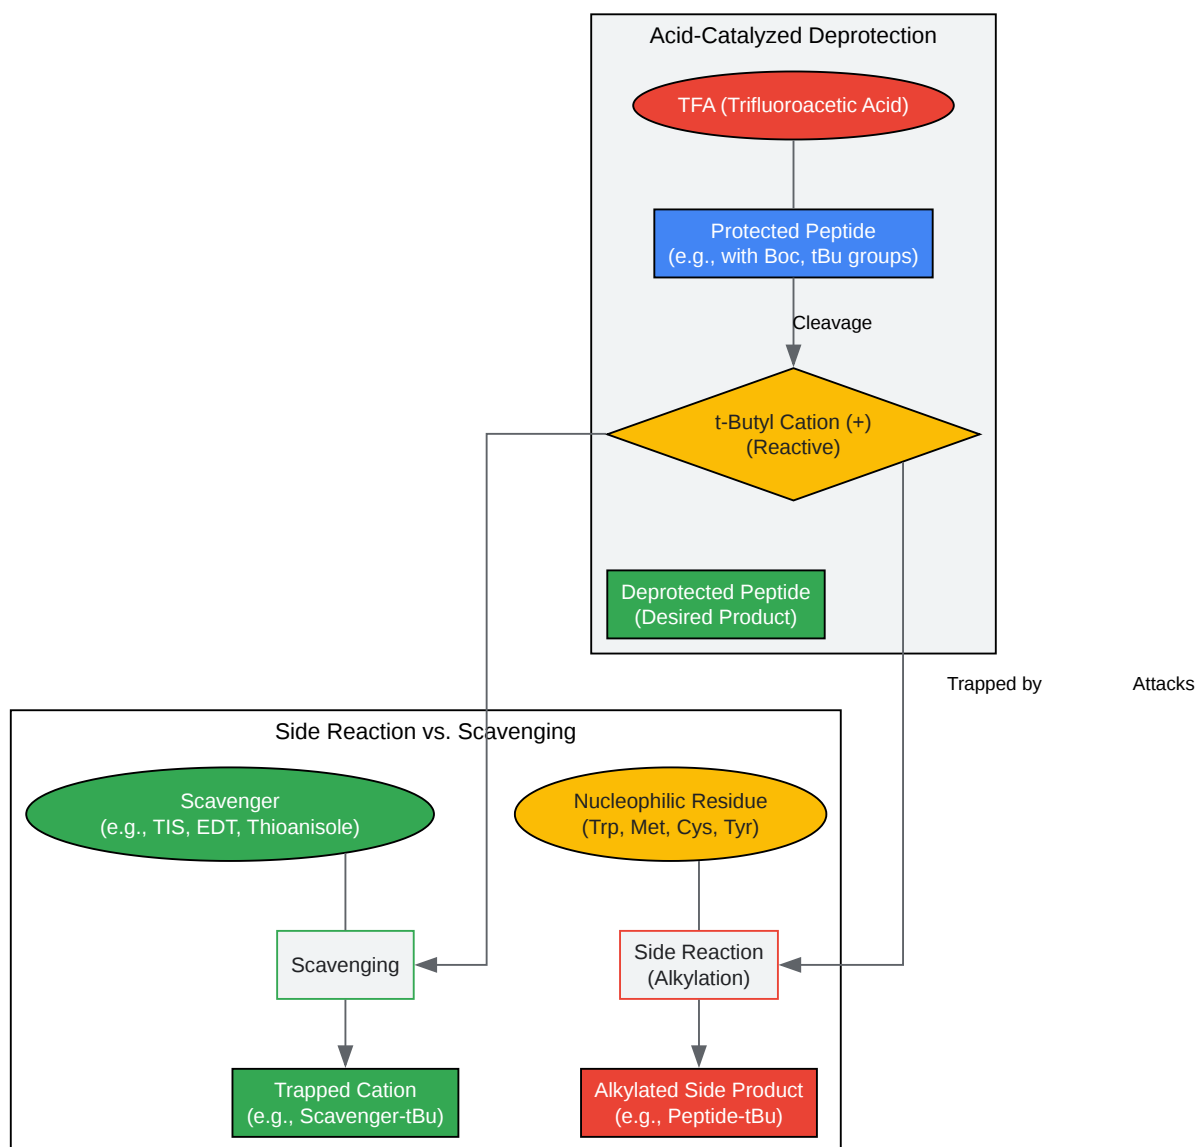 Acid-Catalyzed Deprotection
TFA (Trifluoroacetic Acid)
Protected Peptide
(e.g., with Boc, tBu groups)
Cleavage
t-Butyl Cation (+)
(Reactive)
Deprotected Peptide
(Desired Product)
Trapped by
Attacks
Side Reaction vs. Scavenging
Scavenger
(e.g., TIS, EDT, Thioanisole)
Nucleophilic Residue
(Trp, Met, Cys, Tyr)
Scavenging
Side Reaction
(Alkylation)
Trapped Cation
(e.g., Scavenger-tBu)
Alkylated Side Product
(e.g., Peptide-tBu)